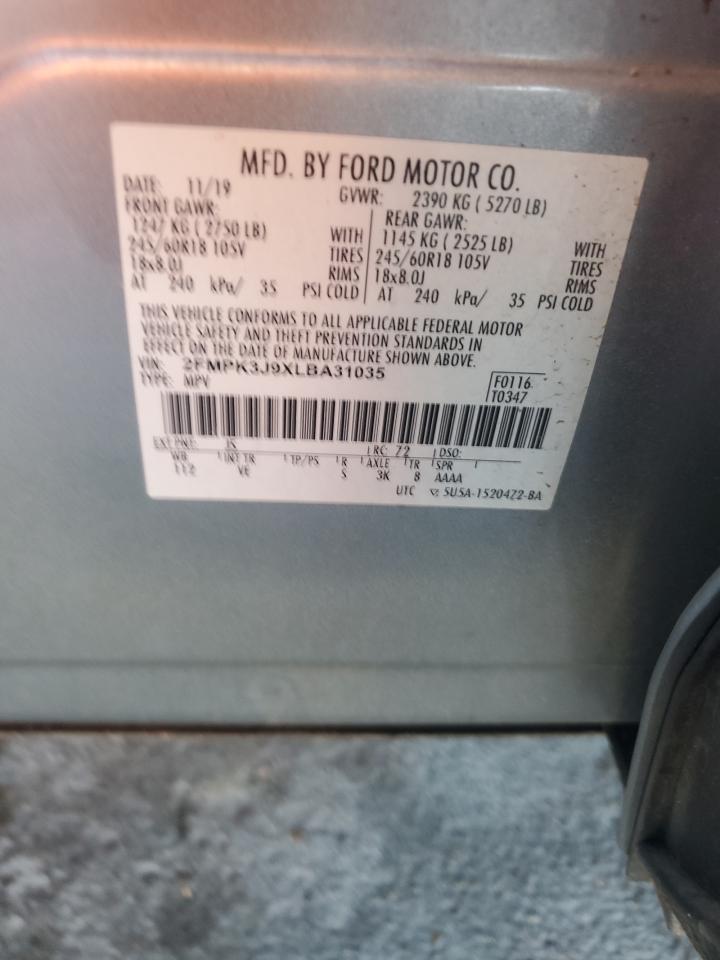 MFD. BY FORD MOTOR CO.
DATE: 11/19 GVWR: 2390 KG ( 5270 LB)
FRONT GAWR: REAR GAWR:
1247 KG ( 2750 LB) WITH 1145 KG ( 2525 LB) WITH
245/60R18 105V TIRES 245/60R18 105V TIRES
18x8.0J RIMS 18x8.0J RIMS
AT 240 kPa/ 35 PSI COLD AT 240 kPa/ 35 PSI COLD
THIS VEHICLE CONFORMS TO ALL APPLICABLE FEDERAL MOTOR
VEHICLE SAFETY AND THEFT PREVENTION STANDARDS IN
EFFECT ON THE DATE OF MANUFACTURE SHOWN ABOVE.
VIN: 2FMPK3J9XLBA31035
TYPE: MPV F0116
T0347
EXT PNT: RC: 72 DSO:
WB INT TR TP/PS R AXLE TR SPR
112 VE S 3K 8 AAAA
UTC 5U5A-1520472-BA